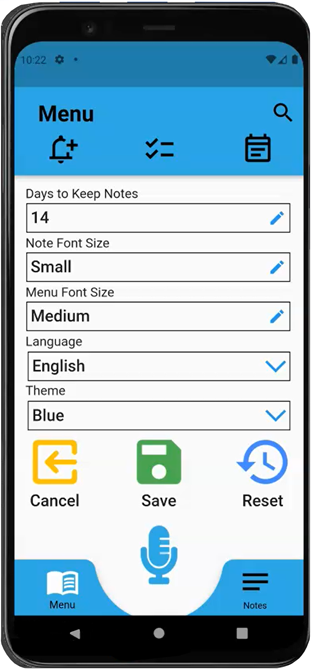 10:22
Menu
Days to Keep Notes
14
Note Font Size
Small
Menu Font Size
Medium
Language
English
Theme
Blue
Cancel Save Reset
Menu Notes